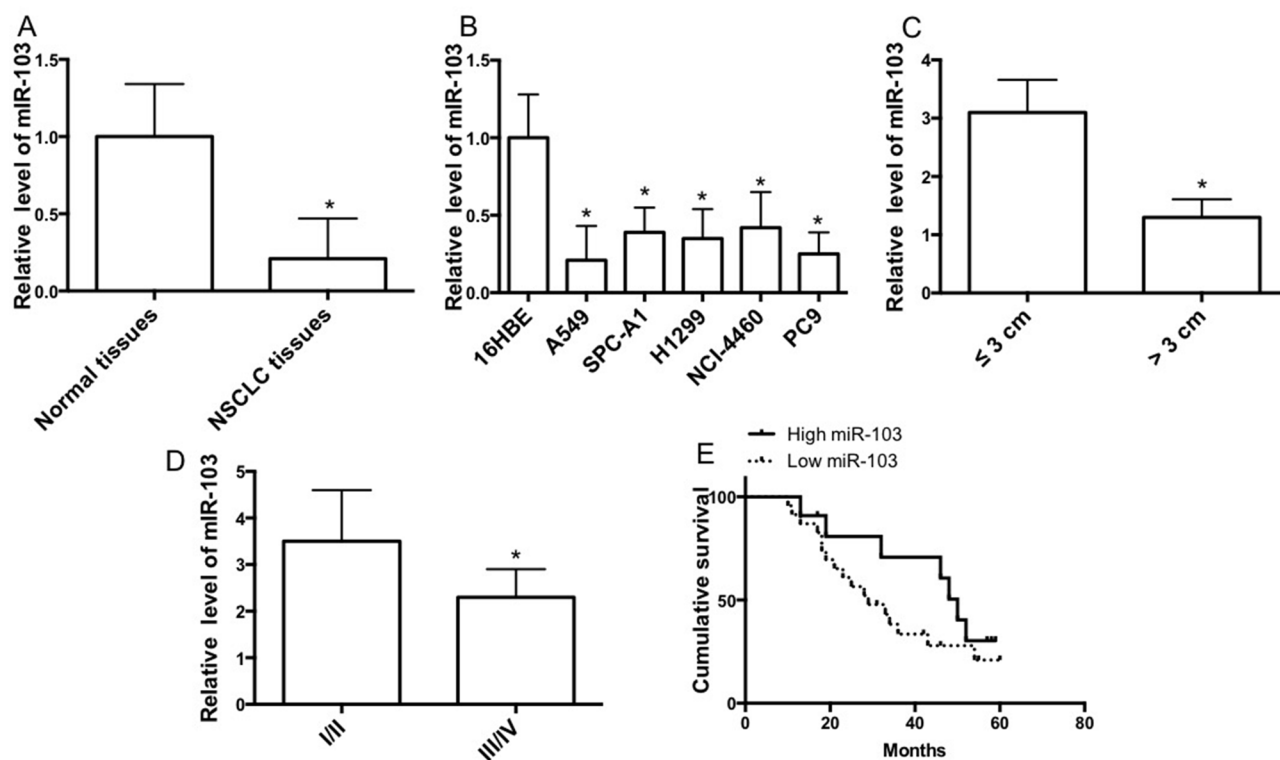 A
Relative level of mIR-103
1.5
1.0
0.5
0.0
*
Normal tissues
NSCLC tissues
B
Relative level of mIR-103
1.5
1.0
0.5
0.0
*
*
*
*
*
16HBE
A549
SPC-A1
H1299
NCI-4460
PC9
C
Relative level of mIR-103
4
3
2
1
0
*
≤ 3 cm
> 3 cm
D
Relative level of mIR-103
5
4
3
2
1
0
*
I/II
III/IV
E
High miR-103
Low miR-103
Cumulative survival
100
50
0
0 20 40 60 80
Months